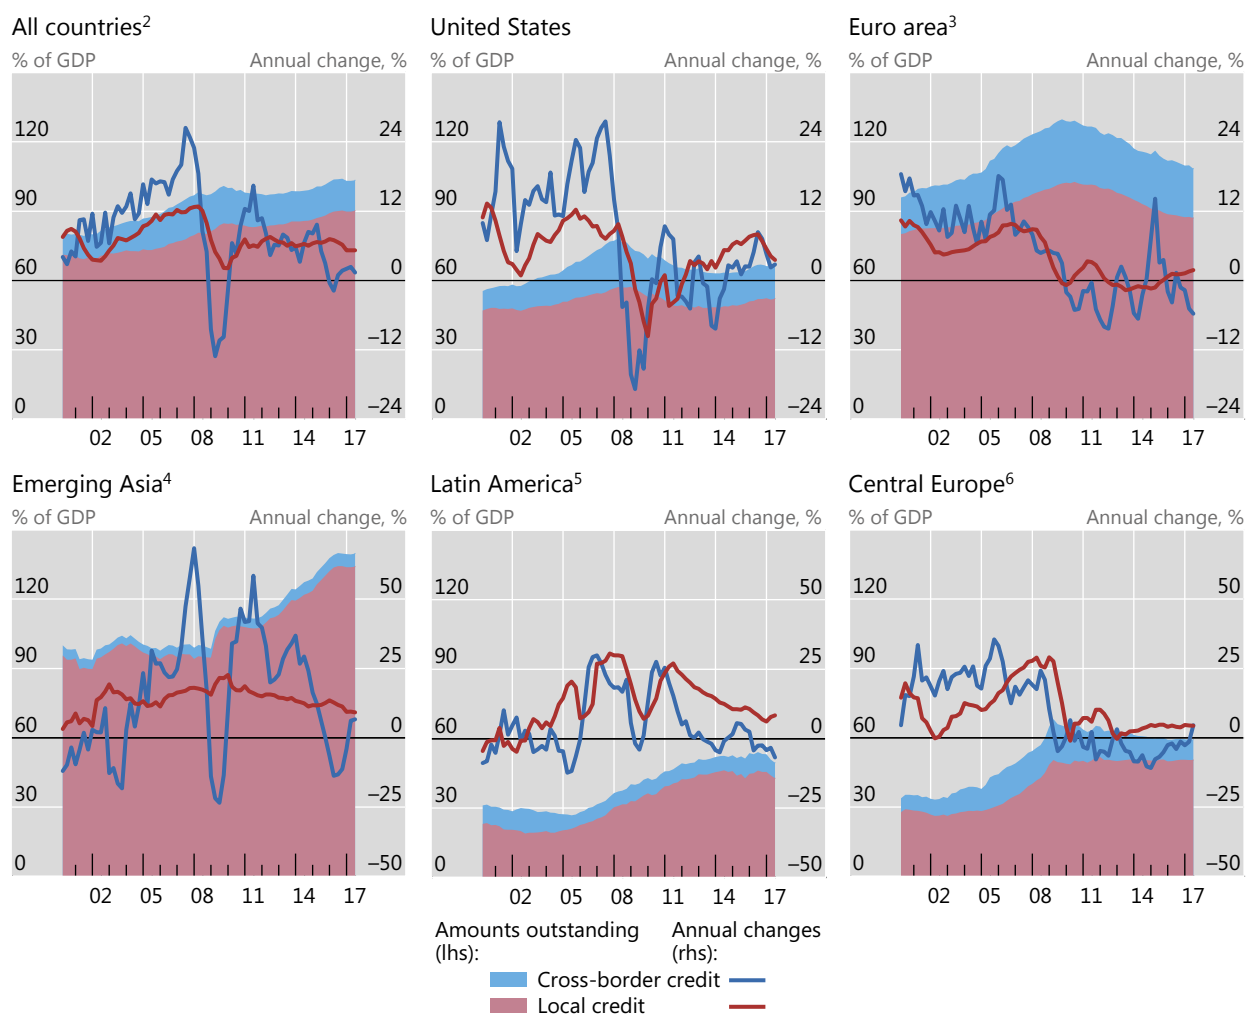 All countries² United States Euro area³
% of GDP Annual change, % % of GDP Annual change, % % of GDP Annual change, %
120 24 120 24 120 24
90 12 90 12 90 12
60 0 60 0 60 0
30 –12 30 –12 30 –12
0 –24 0 –24 0 –24
02 05 08 11 14 17 02 05 08 11 14 17 02 05 08 11 14 17
Emerging Asia⁴ Latin America⁵ Central Europe⁶
% of GDP Annual change, % % of GDP Annual change, % % of GDP Annual change, %
120 50 120 50 120 50
90 25 90 25 90 25
60 0 60 0 60 0
30 –25 30 –25 30 –25
0 –50 0 –50 0 –50
02 05 08 11 14 17 02 05 08 11 14 17 02 05 08 11 14 17
Amounts outstanding Annual changes
(lhs): (rhs):
Cross-border credit
Local credit